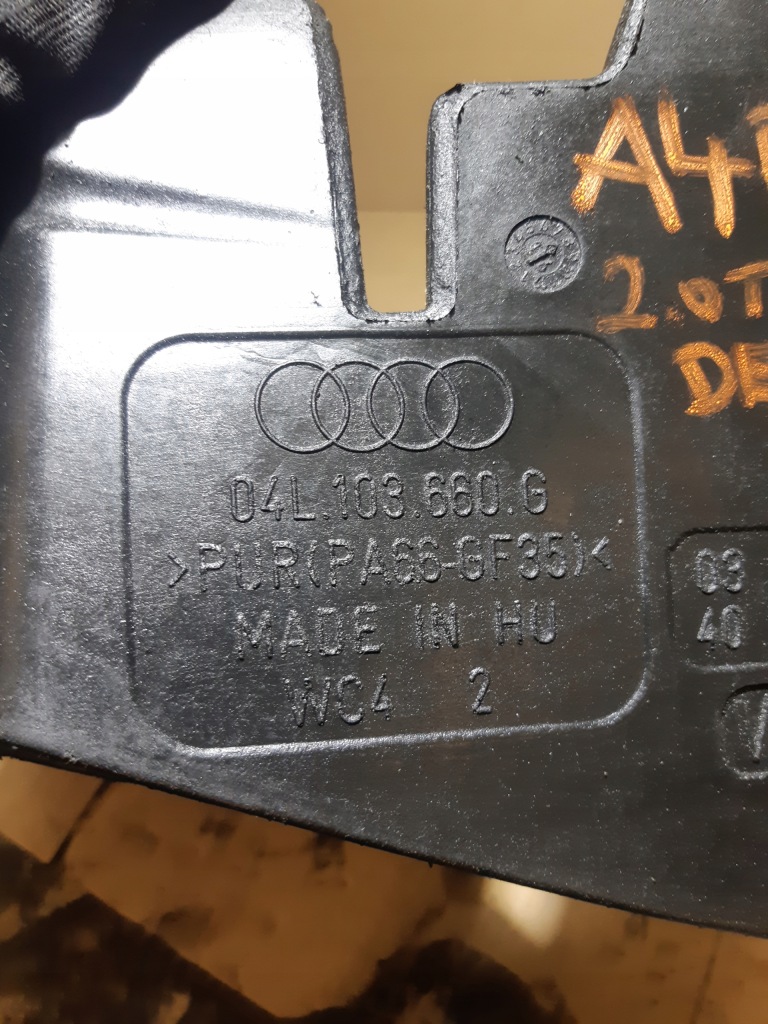 A4
2.0T
DE
04L.103.660.G
>PUR(PA66-GF35)<
MADE IN HU
WC4 2
03
40